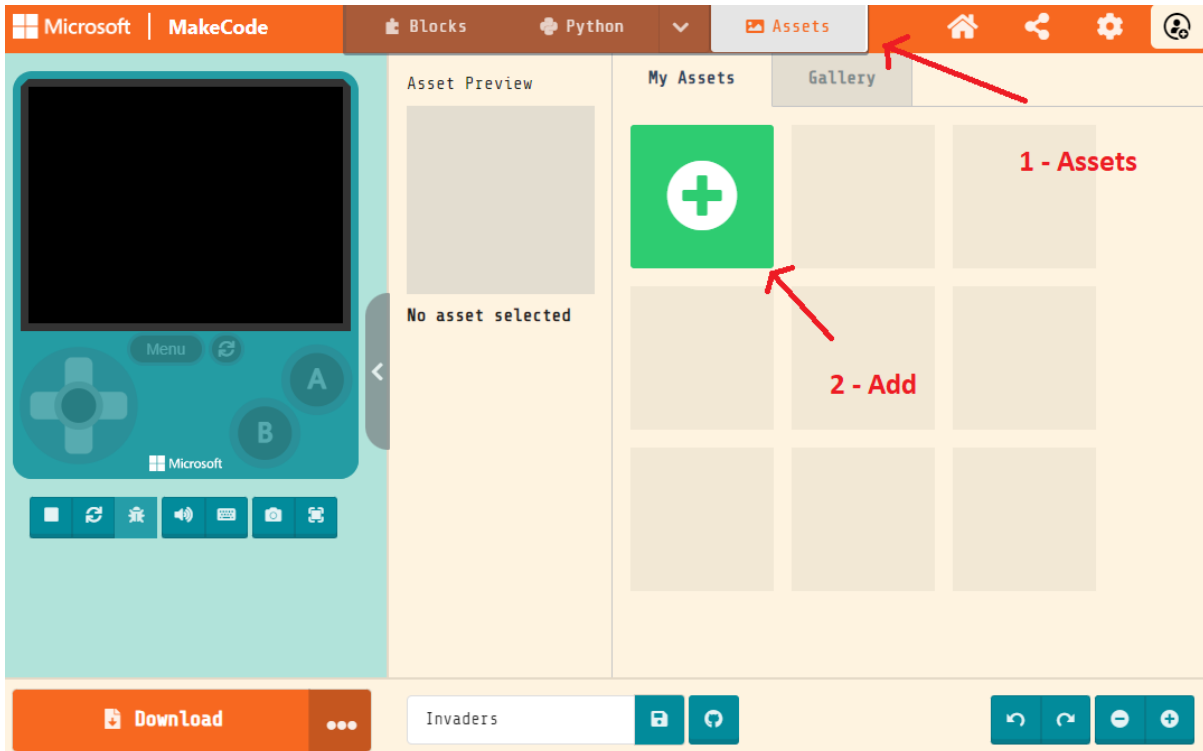 Microsoft | MakeCode
Blocks
Python
Assets
Asset Preview
My Assets
Gallery
1 - Assets
No asset selected
Menu
A
B
2 - Add
Microsoft
Download
Invaders